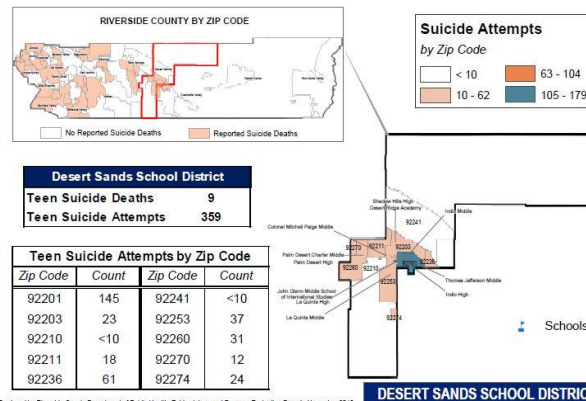 RIVERSIDE COUNTY BY ZIP CODE
No Reported Suicide Deaths
Reported Suicide Deaths
Suicide Attempts
by Zip Code
< 10
63 - 104
10 - 62
105 - 179
Desert Sands School District
Teen Suicide Deaths 9
Teen Suicide Attempts 359
Teen Suicide Attempts by Zip Code
Zip Code Count Zip Code Count
92201 145 92241 <10
92203 23 92253 37
92210 <10 92260 31
92211 18 92270 12
92236 61 92274 24
Shadow Hills High
Desert Ridge Academy
92241
Colonel Mitchell Paige Middle
Indio Middle
92270
92211
92203
Palm Desert Charter Middle
Palm Desert High
92260
92210
92201
92236
92253
John Glenn Middle School
of International Studies
La Quinta High
La Quinta Middle
Thomas Jefferson Middle
Indio High
92274
Schools
DESERT SANDS SCHOOL DISTRIC